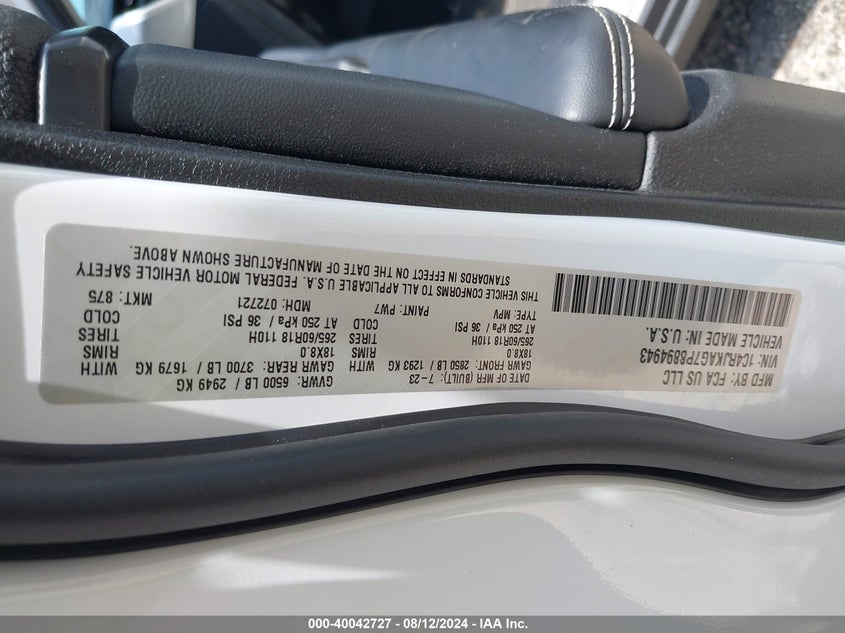 MFD BY: FCA US LLC
DATE OF MFR (BUILT): 7-23
GVWR: 6500 LB / 2949 KG
GAWR FRONT: 2850 LB / 1293 KG WITH
18X8.0 RIMS
265/60R18 110H TIRES
AT 250 kPa / 36 PSI COLD
GAWR REAR: 3700 LB / 1679 KG WITH
18X8.0 RIMS
265/60R18 110H TIRES
AT 250 kPa / 36 PSI COLD
VIN: 1C4RJKAG7P8894943
VEHICLE MADE IN: U.S.A.
TYPE: MPV PAINT: PW7 MDH: 072721 MKT: 875
THIS VEHICLE CONFORMS TO ALL APPLICABLE U.S.A. FEDERAL MOTOR VEHICLE SAFETY
STANDARDS IN EFFECT ON THE DATE OF MANUFACTURE SHOWN ABOVE.
000-40042727 - 08/12/2024 - IAA Inc.